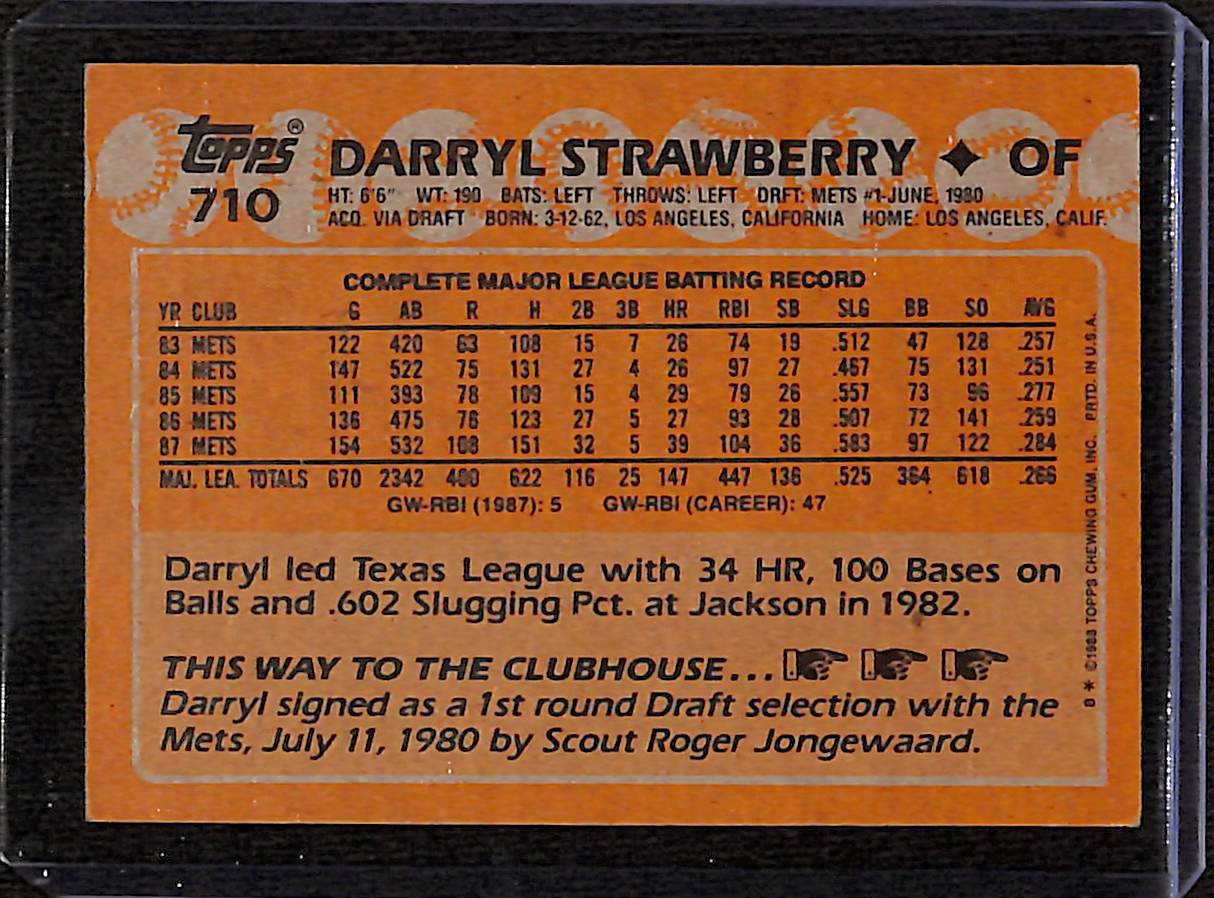 Topps®
710
DARRYL STRAWBERRY ✦ OF
HT: 6'6" WT: 190 BATS: LEFT THROWS: LEFT DRFT: METS #1-JUNE, 1980
ACQ. VIA DRAFT BORN: 3-12-62, LOS ANGELES, CALIFORNIA HOME: LOS ANGELES, CALIF.
COMPLETE MAJOR LEAGUE BATTING RECORD
YR CLUB G AB R H 2B 3B HR RBI SB SLG BB SO AVG
83 METS 122 420 63 108 15 7 26 74 19 .512 47 128 .257
84 METS 147 522 75 131 27 4 26 97 27 .467 75 131 .251
85 METS 111 393 78 109 15 4 29 79 26 .557 73 96 .277
86 METS 136 475 76 123 27 5 27 93 28 .507 72 141 .259
87 METS 154 532 108 151 32 5 39 104 36 .583 97 122 .284
MAJ. LEA. TOTALS 670 2342 400 622 116 25 147 447 136 .525 364 618 .266
GW-RBI (1987): 5 GW-RBI (CAREER): 47
Darryl led Texas League with 34 HR, 100 Bases on
Balls and .602 Slugging Pct. at Jackson in 1982.
THIS WAY TO THE CLUBHOUSE...
Darryl signed as a 1st round Draft selection with the
Mets, July 11, 1980 by Scout Roger Jongewaard.
B * ©1988 TOPPS CHEWING GUM, INC. PRTD. IN U.S.A.